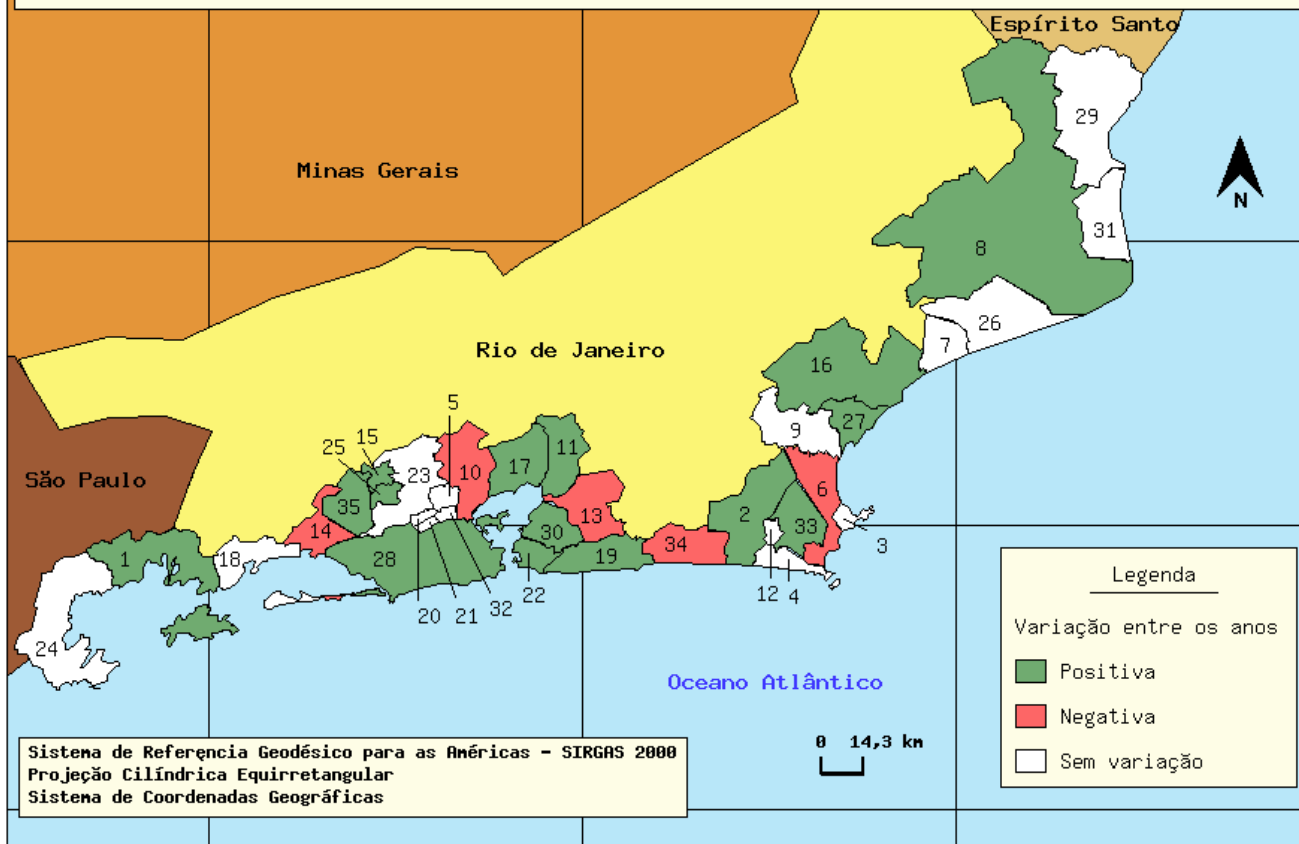 Espírito Santo
29
Minas Gerais
N
31
8
26
7
Rio de Janeiro
16
5
27
15
11
9
25
23
17
10
São Paulo
6
35
13
2
14
33
30
34
3
1
18
28
19
12
4
22
32
21
20
24
Legenda
Variação entre os anos
Positiva
Negativa
Sem variação
Oceano Atlântico
0 14,3 km
Sistema de Referência Geodésico para as Américas - SIRGAS 2000
Projeção Cilíndrica Equirretangular
Sistema de Coordenadas Geográficas